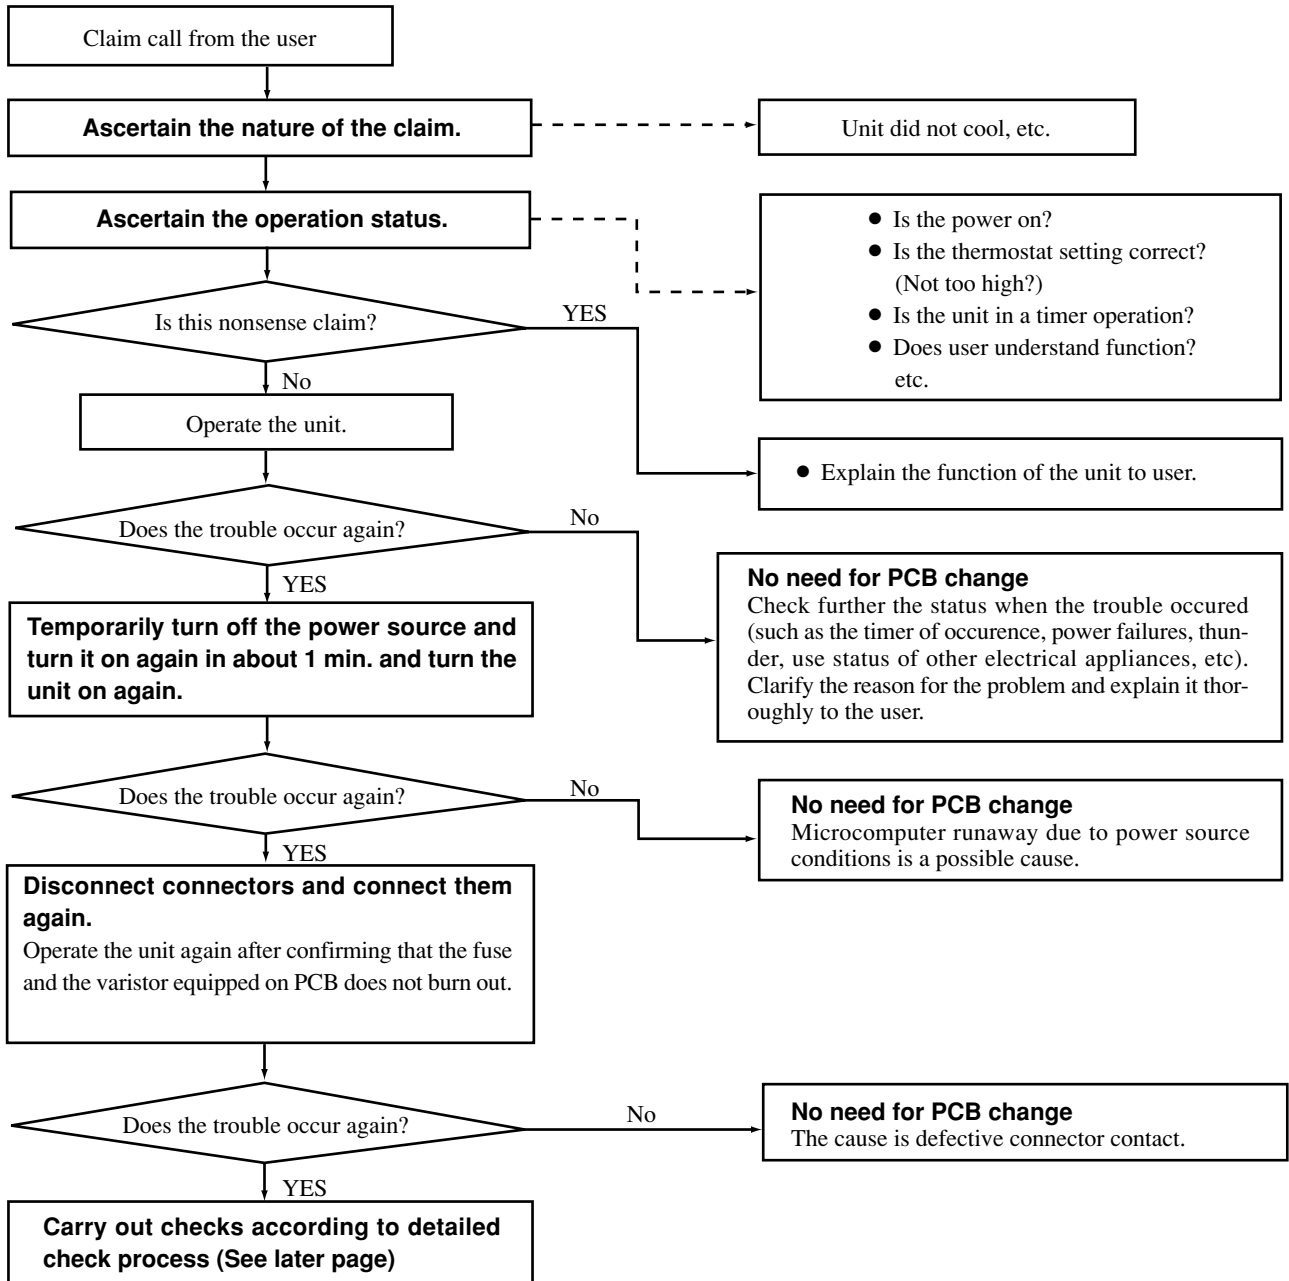 Claim call from the user
Ascertain the nature of the claim.
Unit did not cool, etc.
Ascertain the operation status.
● Is the power on?
● Is the thermostat setting correct?
(Not too high?)
● Is the unit in a timer operation?
● Does user understand function?
etc.
Is this nonsense claim?
YES
No
Operate the unit.
● Explain the function of the unit to user.
Does the trouble occur again?
No
YES
No need for PCB change
Check further the status when the trouble occured
(such as the timer of occurence, power failures, thun-
der, use status of other electrical appliances, etc).
Clarify the reason for the problem and explain it thor-
oughly to the user.
Temporarily turn off the power source and
turn it on again in about 1 min. and turn the
unit on again.
Does the trouble occur again?
No
YES
No need for PCB change
Microcomputer runaway due to power source
conditions is a possible cause.
Disconnect connectors and connect them
again.
Operate the unit again after confirming that the fuse
and the varistor equipped on PCB does not burn out.
Does the trouble occur again?
No
YES
No need for PCB change
The cause is defective connector contact.
Carry out checks according to detailed
check process (See later page)